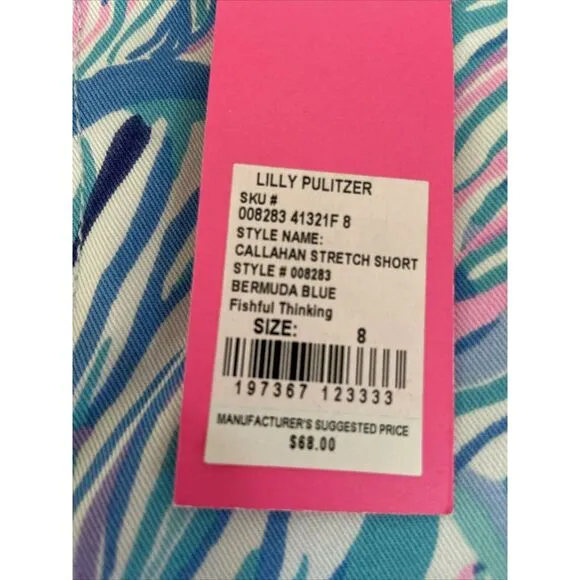 LILLY PULITZER
SKU #
008283 41321F 8
STYLE NAME:
CALLAHAN STRETCH SHORT
STYLE # 008283
BERMUDA BLUE
Fishful Thinking
SIZE: 8
197367 123333
MANUFACTURER'S SUGGESTED PRICE
$68.00